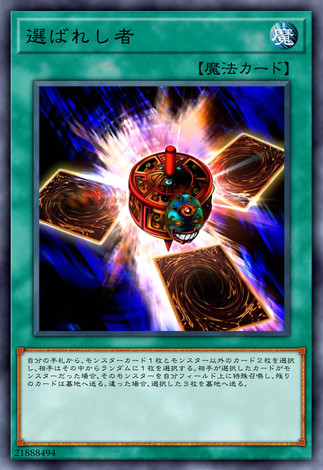 選ばれし者
魔
【魔法カード】
自分の手札から、モンスターカード1枚とモンスター以外のカード2枚を選択
し、相手はその中からランダムに1枚を選択する。相手が選択したカードがモ
ンスターだった場合、そのモンスターを自分フィールド上に特殊召喚し、残り
のカードは墓地へ送る。違った場合、選択した3枚を墓地へ送る。
21888494